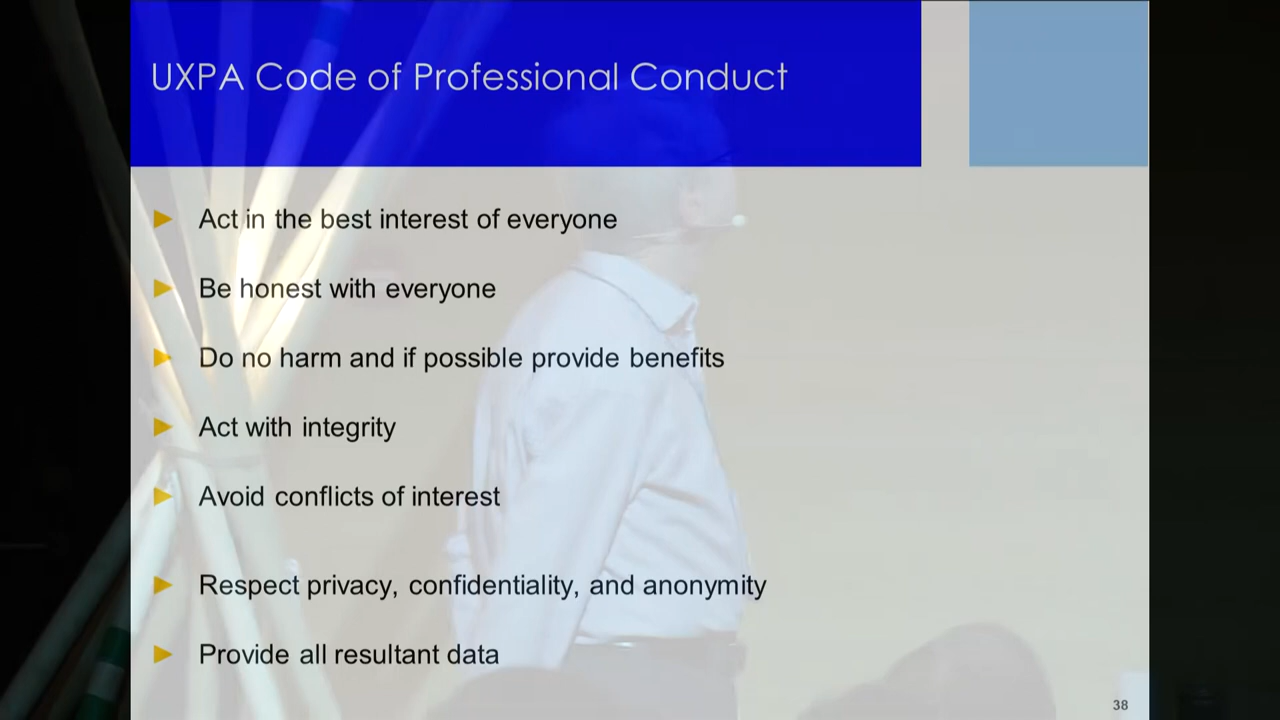 UXPA Code of Professional Conduct
Act in the best interest of everyone
Be honest with everyone
Do no harm and if possible provide benefits
Act with integrity
Avoid conflicts of interest
Respect privacy, confidentiality, and anonymity
Provide all resultant data
38